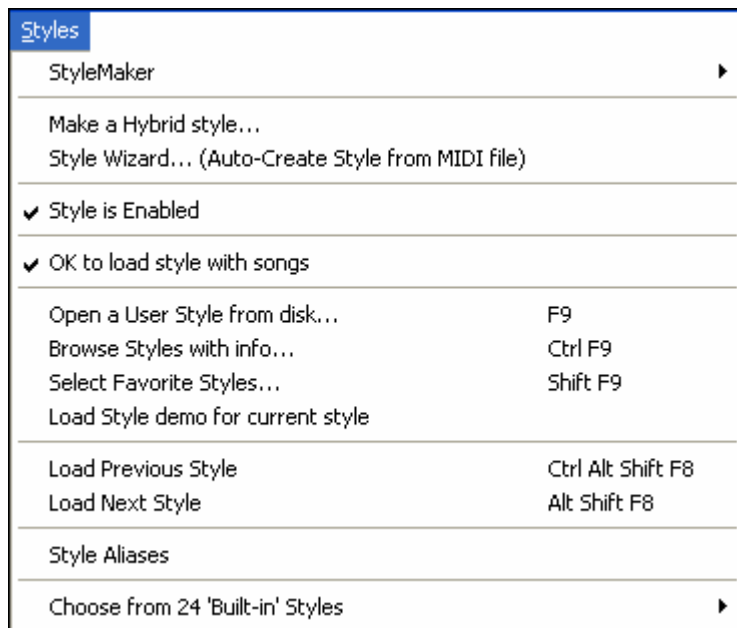 Styles
StyleMaker
Make a Hybrid style...
Style Wizard... (Auto-Create Style from MIDI file)
Style is Enabled
OK to load style with songs
Open a User Style from disk... F9
Browse Styles with info... Ctrl F9
Select Favorite Styles... Shift F9
Load Style demo for current style
Load Previous Style Ctrl Alt Shift F8
Load Next Style Alt Shift F8
Style Aliases
Choose from 24 'Built-in' Styles